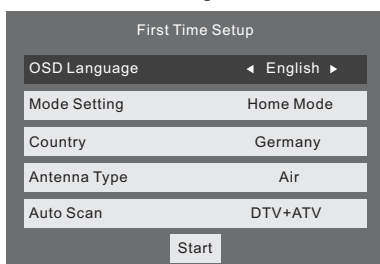 First Time Setup
OSD Language ◄ English ►
Mode Setting Home Mode
Country Germany
Antenna Type Air
Auto Scan DTV+ATV
Start